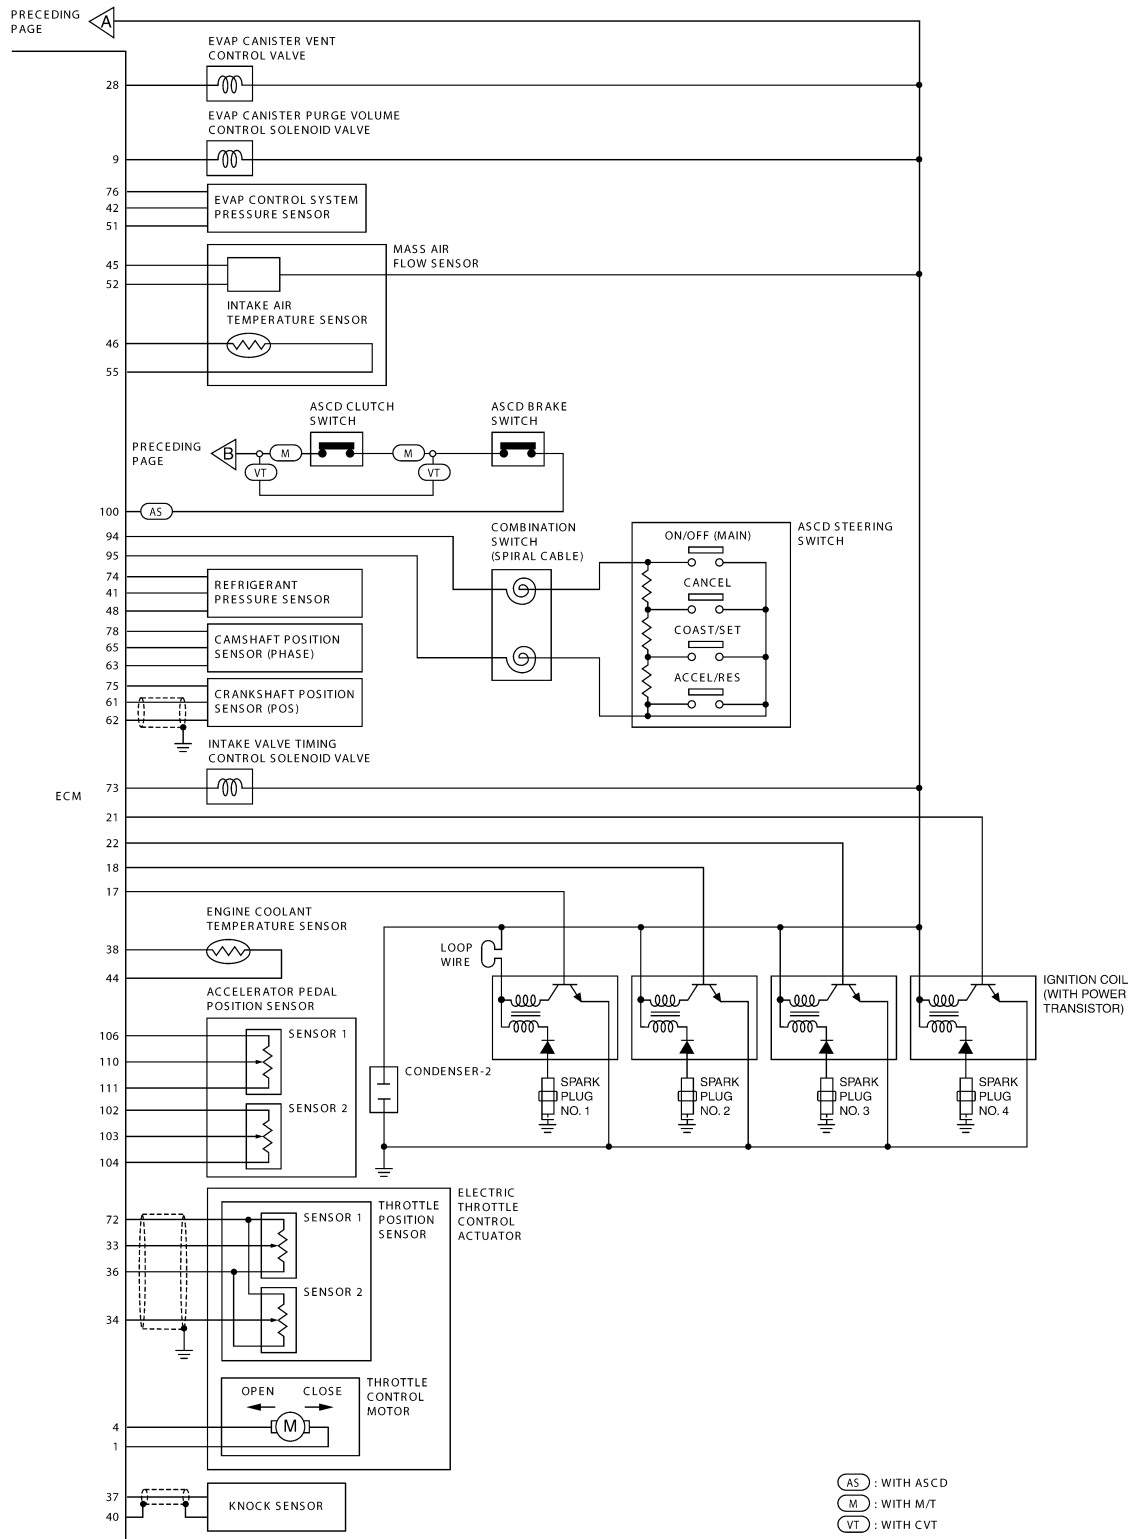 PRECEDING
PAGE
A
EVAP CANISTER VENT
CONTROL VALVE
28
EVAP CANISTER PURGE VOLUME
CONTROL SOLENOID VALVE
9
76
42
51
EVAP CONTROL SYSTEM
PRESSURE SENSOR
MASS AIR
FLOW SENSOR
45
52
INTAKE AIR
TEMPERATURE SENSOR
46
55
ASCD CLUTCH
SWITCH
ASCD BRAKE
SWITCH
PRECEDING
PAGE
B
M
M
VT
VT
100
AS
94
95
COMBINATION
SWITCH
(SPIRAL CABLE)
ASCD STEERING
SWITCH
ON/OFF (MAIN)
CANCEL
COAST/SET
ACCEL/RES
74
41
48
REFRIGERANT
PRESSURE SENSOR
78
65
63
CAMSHAFT POSITION
SENSOR (PHASE)
75
61
62
CRANKSHAFT POSITION
SENSOR (POS)
INTAKE VALVE TIMING
CONTROL SOLENOID VALVE
73
ECM
21
22
18
17
ENGINE COOLANT
TEMPERATURE SENSOR
38
44
LOOP
WIRE
IGNITION COIL
(WITH POWER
TRANSISTOR)
ACCELERATOR PEDAL
POSITION SENSOR
106
110
111
SENSOR 1
102
103
104
SENSOR 2
CONDENSER-2
SPARK
PLUG
NO. 1
SPARK
PLUG
NO. 2
SPARK
PLUG
NO. 3
SPARK
PLUG
NO. 4
ELECTRIC
THROTTLE
CONTROL
ACTUATOR
THROTTLE
POSITION
SENSOR
72
33
36
SENSOR 1
34
SENSOR 2
THROTTLE
CONTROL
MOTOR
OPEN
CLOSE
M
4
1
37
40
KNOCK SENSOR
AS : WITH ASCD
M : WITH M/T
VT : WITH CVT